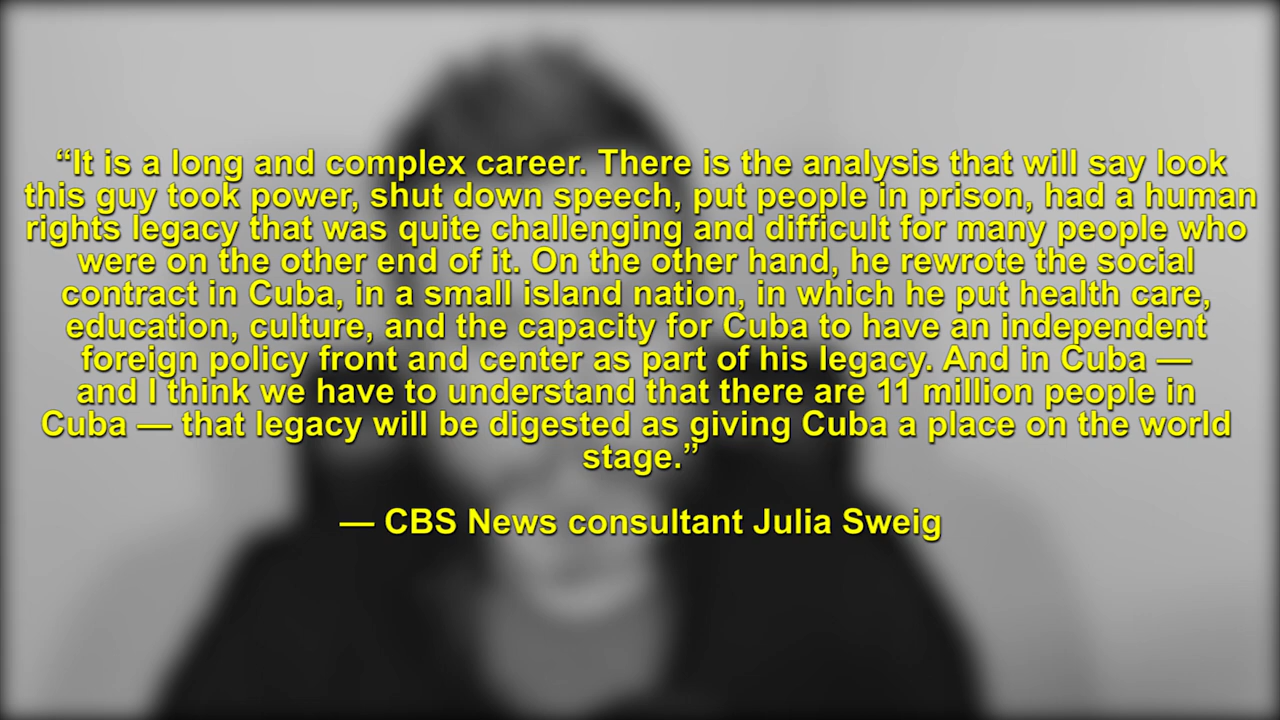 “It is a long and complex career. There is the analysis that will say look
this guy took power, shut down speech, put people in prison, had a human
rights legacy that was quite challenging and difficult for many people who
were on the other end of it. On the other hand, he rewrote the social
contract in Cuba, in a small island nation, in which he put health care,
education, culture, and the capacity for Cuba to have an independent
foreign policy front and center as part of his legacy. And in Cuba —
and I think we have to understand that there are 11 million people in
Cuba — that legacy will be digested as giving Cuba a place on the world
stage.”
— CBS News consultant Julia Sweig